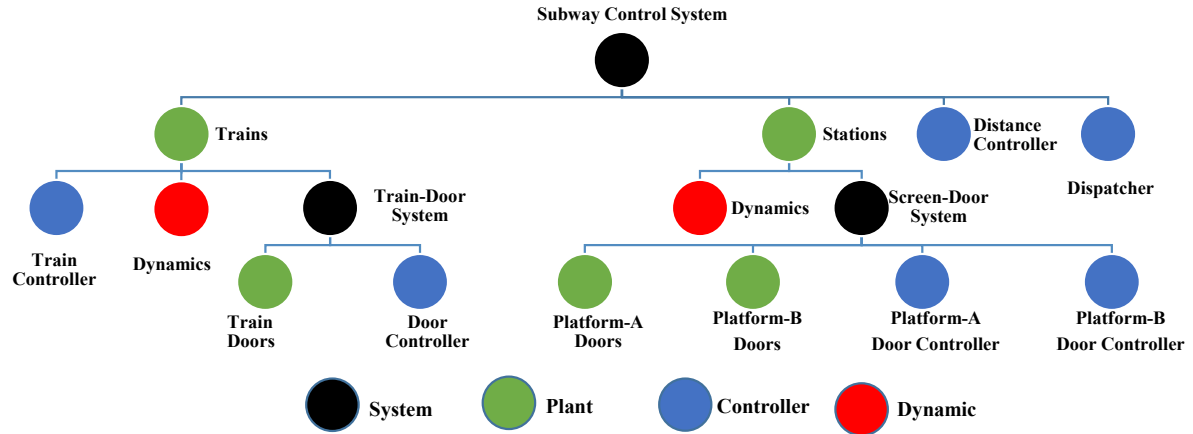 Subway Control System
Trains
Stations
Distance
Controller
Dispatcher
Train
Controller
Dynamics
Train-Door
System
Dynamics
Screen-Door
System
Train
Doors
Door
Controller
Platform-A
Doors
Platform-B
Doors
Platform-A
Door Controller
Platform-B
Door Controller
System
Plant
Controller
Dynamic